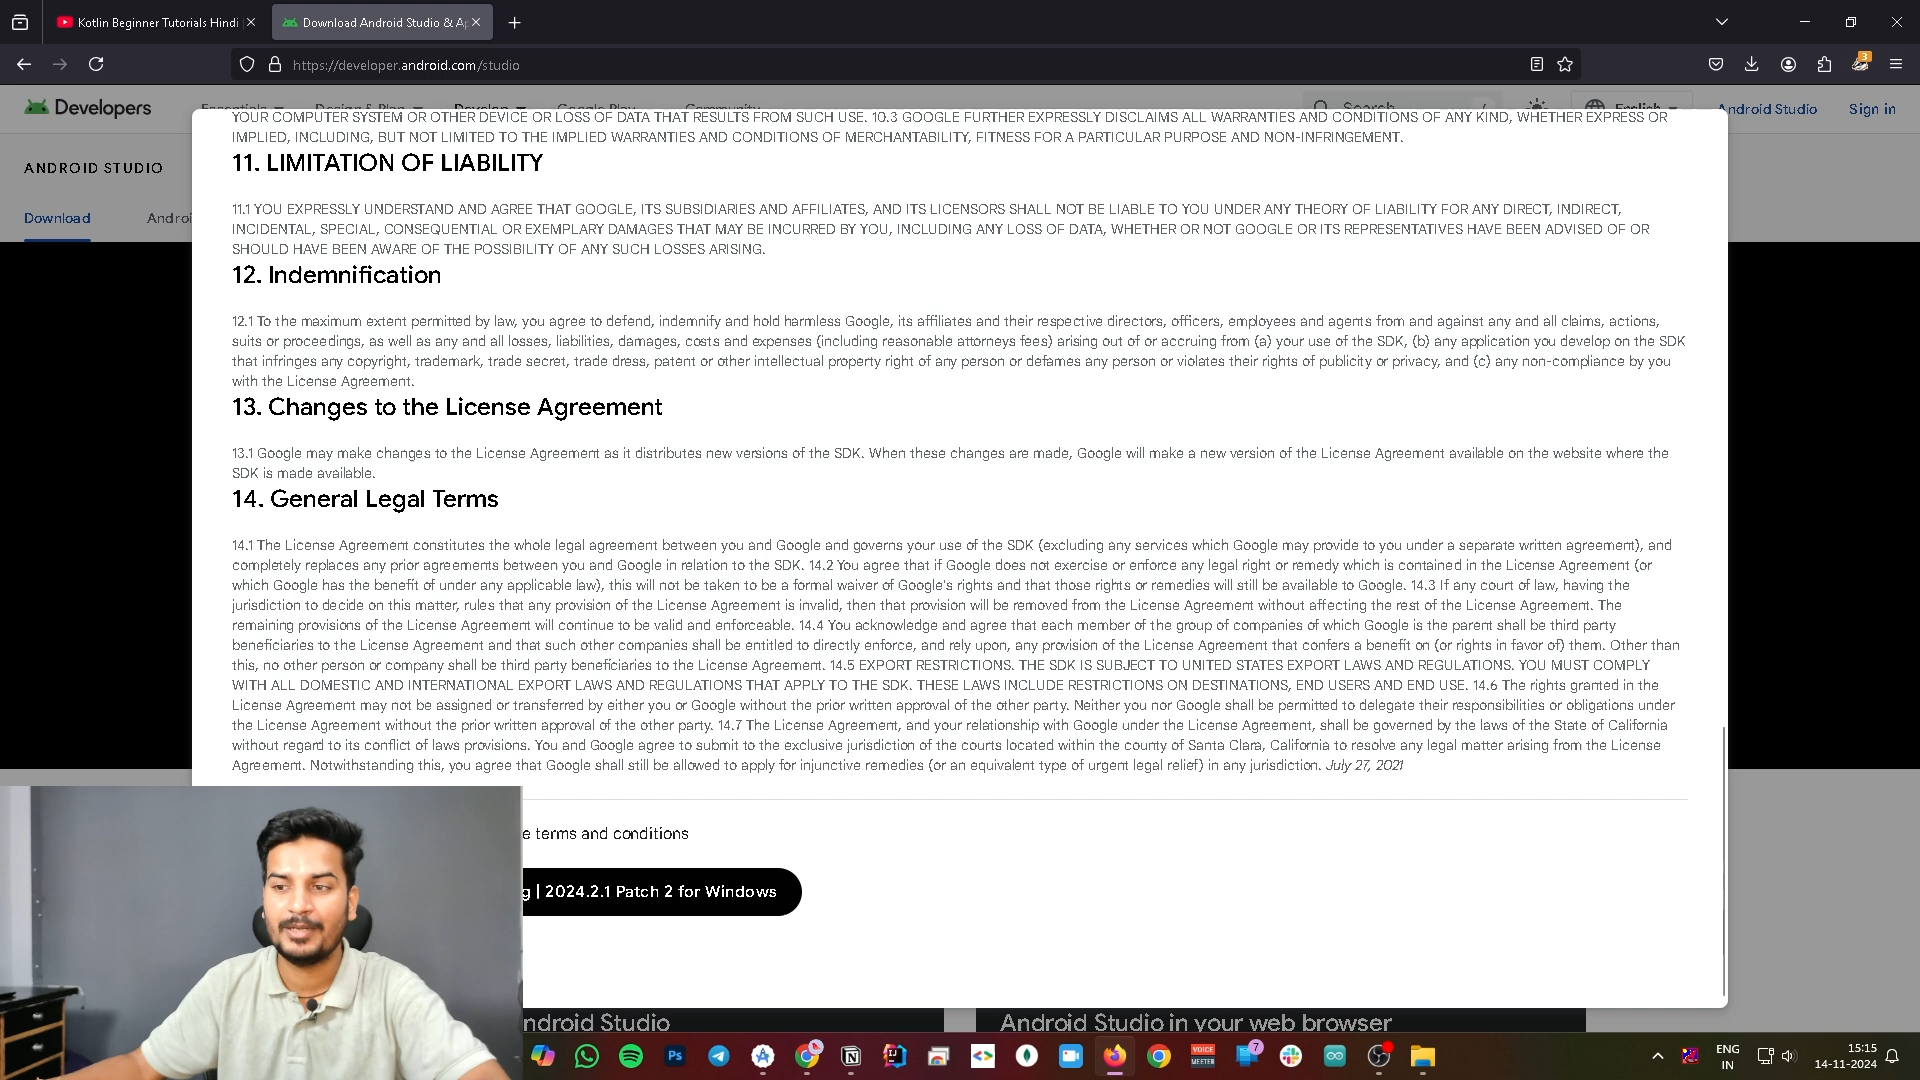 Kotlin Beginner Tutorials Hindi
Download Android Studio & Ap
https://developer.android.com/studio
3
Developers
Essentials
Design & Plan
Develop
Google Play
Community
Search
/
English
Android Studio
Sign in
ANDROID STUDIO
Download
Androi
YOUR COMPUTER SYSTEM OR OTHER DEVICE OR LOSS OF DATA THAT RESULTS FROM SUCH USE. 10.3 GOOGLE FURTHER EXPRESSLY DISCLAIMS ALL WARRANTIES AND CONDITIONS OF ANY KIND, WHETHER EXPRESS OR
IMPLIED, INCLUDING, BUT NOT LIMITED TO THE IMPLIED WARRANTIES AND CONDITIONS OF MERCHANTABILITY, FITNESS FOR A PARTICULAR PURPOSE AND NON-INFRINGEMENT.
11. LIMITATION OF LIABILITY
11.1 YOU EXPRESSLY UNDERSTAND AND AGREE THAT GOOGLE, ITS SUBSIDIARIES AND AFFILIATES, AND ITS LICENSORS SHALL NOT BE LIABLE TO YOU UNDER ANY THEORY OF LIABILITY FOR ANY DIRECT, INDIRECT,
INCIDENTAL, SPECIAL, CONSEQUENTIAL OR EXEMPLARY DAMAGES THAT MAY BE INCURRED BY YOU, INCLUDING ANY LOSS OF DATA, WHETHER OR NOT GOOGLE OR ITS REPRESENTATIVES HAVE BEEN ADVISED OF OR
SHOULD HAVE BEEN AWARE OF THE POSSIBILITY OF ANY SUCH LOSSES ARISING.
12. Indemnification
12.1 To the maximum extent permitted by law, you agree to defend, indemnify and hold harmless Google, its affiliates and their respective directors, officers, employees and agents from and against any and all claims, actions,
suits or proceedings, as well as any and all losses, liabilities, damages, costs and expenses (including reasonable attorneys fees) arising out of or accruing from (a) your use of the SDK, (b) any application you develop on the SDK
that infringes any copyright, trademark, trade secret, trade dress, patent or other intellectual property right of any person or defames any person or violates their rights of publicity or privacy, and (c) any non-compliance by you
with the License Agreement.
13. Changes to the License Agreement
13.1 Google may make changes to the License Agreement as it distributes new versions of the SDK. When these changes are made, Google will make a new version of the License Agreement available on the website where the
SDK is made available.
14. General Legal Terms
14.1 The License Agreement constitutes the whole legal agreement between you and Google and governs your use of the SDK (excluding any services which Google may provide to you under a separate written agreement), and
completely replaces any prior agreements between you and Google in relation to the SDK. 14.2 You agree that if Google does not exercise or enforce any legal right or remedy which is contained in the License Agreement (or
which Google has the benefit of under any applicable law), this will not be taken to be a formal waiver of Google's rights and that those rights or remedies will still be available to Google. 14.3 If any court of law, having the
jurisdiction to decide on this matter, rules that any provision of the License Agreement is invalid, then that provision will be removed from the License Agreement without affecting the rest of the License Agreement. The
remaining provisions of the License Agreement will continue to be valid and enforceable. 14.4 You acknowledge and agree that each member of the group of companies of which Google is the parent shall be third party
beneficiaries to the License Agreement and that such other companies shall be entitled to directly enforce, and rely upon, any provision of the License Agreement that confers a benefit on (or rights in favor of) them. Other than
this, no other person or company shall be third party beneficiaries to the License Agreement. 14.5 EXPORT RESTRICTIONS. THE SDK IS SUBJECT TO UNITED STATES EXPORT LAWS AND REGULATIONS. YOU MUST COMPLY
WITH ALL DOMESTIC AND INTERNATIONAL EXPORT LAWS AND REGULATIONS THAT APPLY TO THE SDK. THESE LAWS INCLUDE RESTRICTIONS ON DESTINATIONS, END USERS AND END USE. 14.6 The rights granted in the
License Agreement may not be assigned or transferred by either you or Google without the prior written approval of the other party. Neither you nor Google shall be permitted to delegate their responsibilities or obligations under
the License Agreement without the prior written approval of the other party. 14.7 The License Agreement, and your relationship with Google under the License Agreement, shall be governed by the laws of the State of California
without regard to its conflict of laws provisions. You and Google agree to submit to the exclusive jurisdiction of the courts located within the county of Santa Clara, California to resolve any legal matter arising from the License
Agreement. Notwithstanding this, you agree that Google shall still be allowed to apply for injunctive remedies (or an equivalent type of urgent legal relief) in any jurisdiction. July 27, 2021
e terms and conditions
g | 2024.2.1 Patch 2 for Windows
ndroid Studio
Android Studio in your web browser
Ps
VOICE
MEETER
7
ENG
IN
15:15
14-11-2024